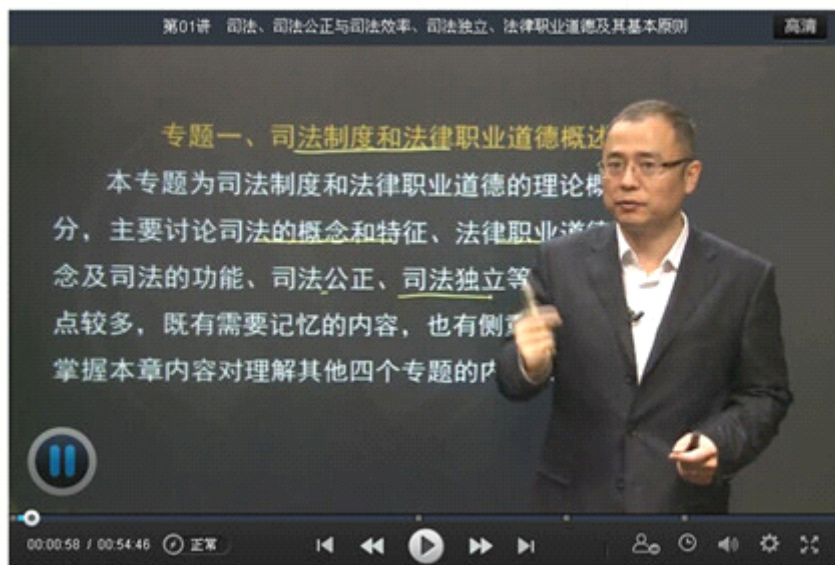 第01讲 司法、司法公正与司法效率、司法独立、法律职业道德及其基本原则
高清
专题一、司法制度和法律职业道德概述
本专题为司法制度和法律职业道德的理论概
分，主要讨论司法的概念和特征、法律职业道德
念及司法的功能、司法公正、司法独立等
点较多，既有需要记忆的内容，也有侧重
掌握本章内容对理解其他四个专题的内
00:00:58 / 00:54:46 正常